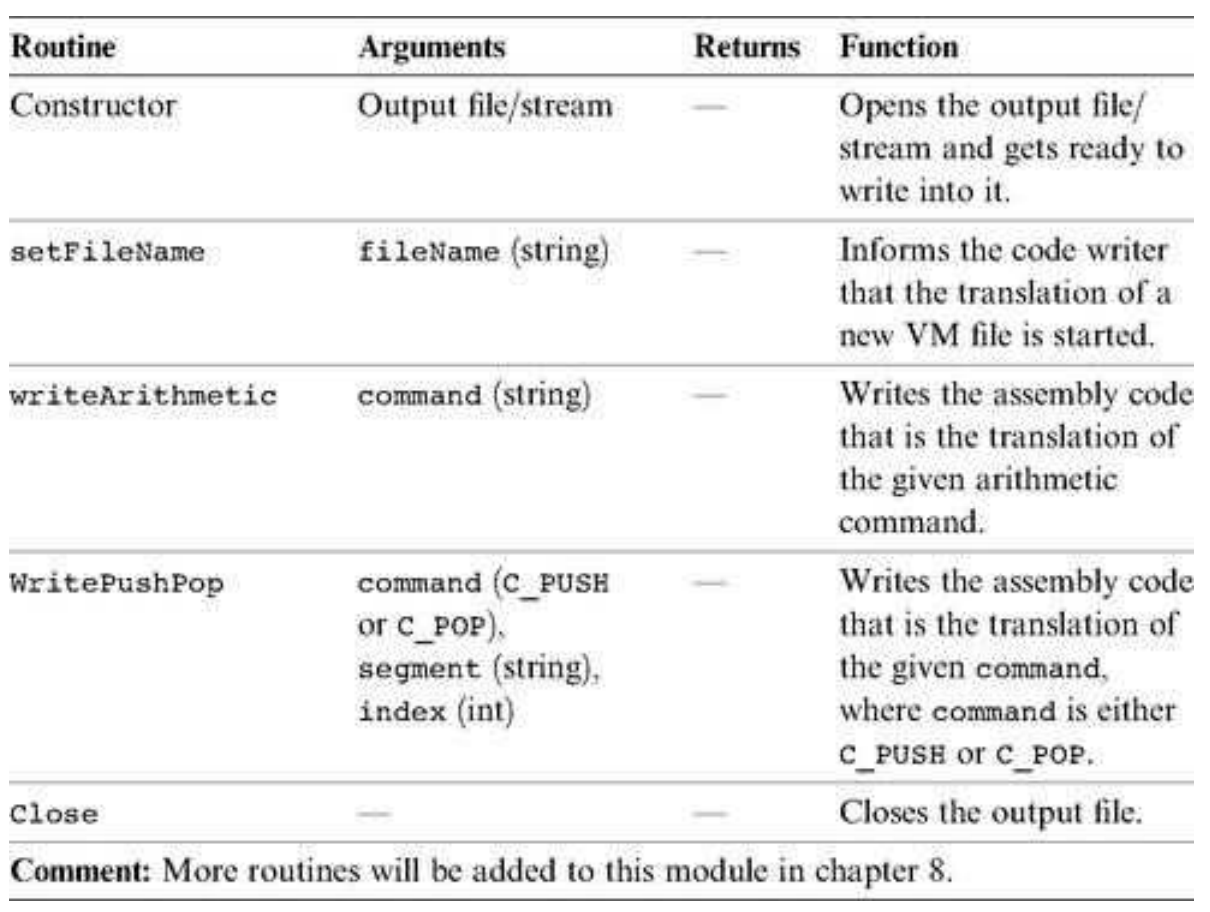 Routine Arguments Returns Function
Constructor Output file/stream — Opens the output file/
stream and gets ready to
write into it.
setFileName fileName (string) — Informs the code writer
that the translation of a
new VM file is started.
writeArithmetic command (string) — Writes the assembly code
that is the translation of
the given arithmetic
command.
WritePushPop command (C_PUSH — Writes the assembly code
or C_POP), that is the translation of
segment (string), the given command,
index (int) where command is either
C_PUSH or C_POP.
Close — — Closes the output file.
Comment: More routines will be added to this module in chapter 8.